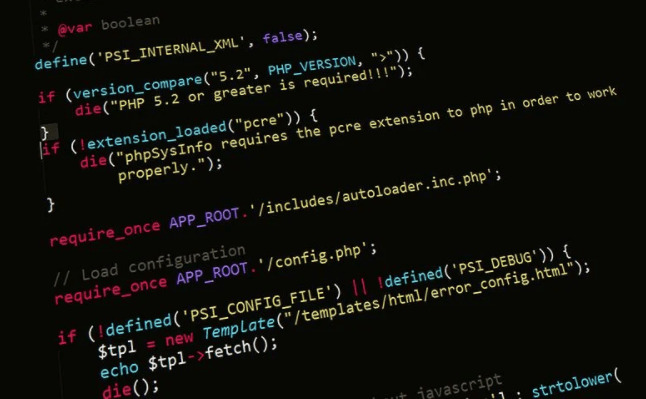 *
* @var boolean
*/
define('PSI_INTERNAL_XML', false);
if (version_compare("5.2", PHP_VERSION, ">")) {
die("PHP 5.2 or greater is required!!!");
}
if (!extension_loaded("pcre")) {
die("phpSysInfo requires the pcre extension to php in order to work
properly.");
}
require_once APP_ROOT.'/includes/autoloader.inc.php';
// Load configuration
require_once APP_ROOT.'/config.php';
if (!defined('PSI_CONFIG_FILE') || !defined('PSI_DEBUG')) {
$tpl = new Template("/templates/html/error_config.html");
echo $tpl->fetch();
die();
javascript
: strtolower(